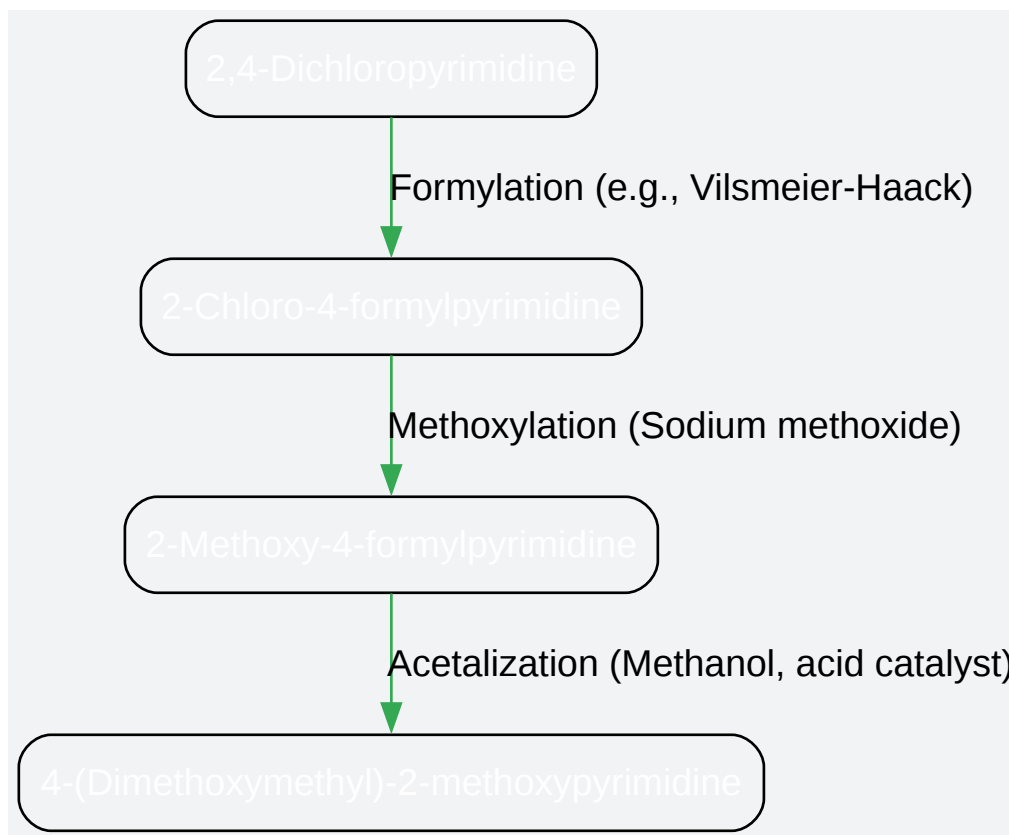 2,4-Dichloropyrimidine
Formylation (e.g., Vilsmeier-Haack)
2-Chloro-4-formylpyrimidine
Methoxylation (Sodium methoxide)
2-Methoxy-4-formylpyrimidine
Acetalization (Methanol, acid catalyst)
4-(Dimethoxymethyl)-2-methoxypyrimidine